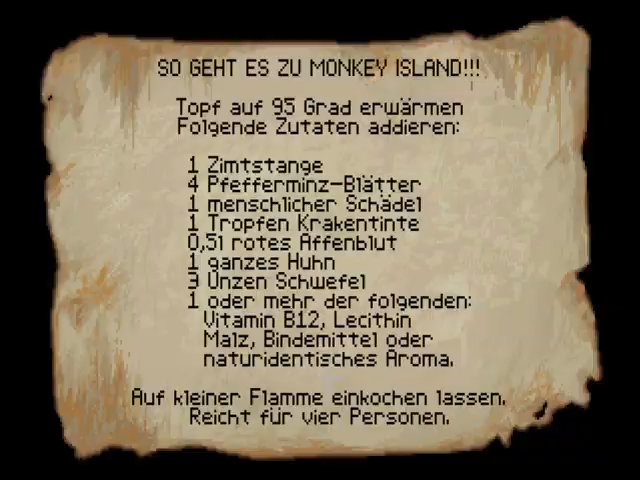 SO GEHT ES ZU MONKEY ISLAND!!!
Topf auf 95 Grad erwärmen
Folgende Zutaten addieren:
1 Zimtstange
4 Pfefferminz-Blätter
1 menschlicher Schädel
1 Tropfen Krakentinte
0,5l rotes Affenblut
1 ganzes Huhn
3 Unzen Schwefel
1 oder mehr der folgenden:
Vitamin B12, Lecithin
Malz, Bindemittel oder
naturidentisches Aroma.
Auf kleiner Flamme einkochen lassen.
Reicht für vier Personen.